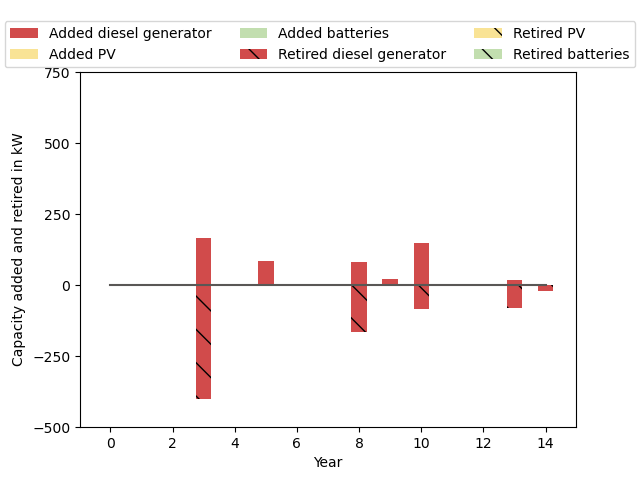 Added diesel generator Added batteries Retired PV
Added PV Retired diesel generator Retired batteries
750
500
250
0
−250
−500
Capacity added and retired in kW
0 2 4 6 8 10 12 14
Year